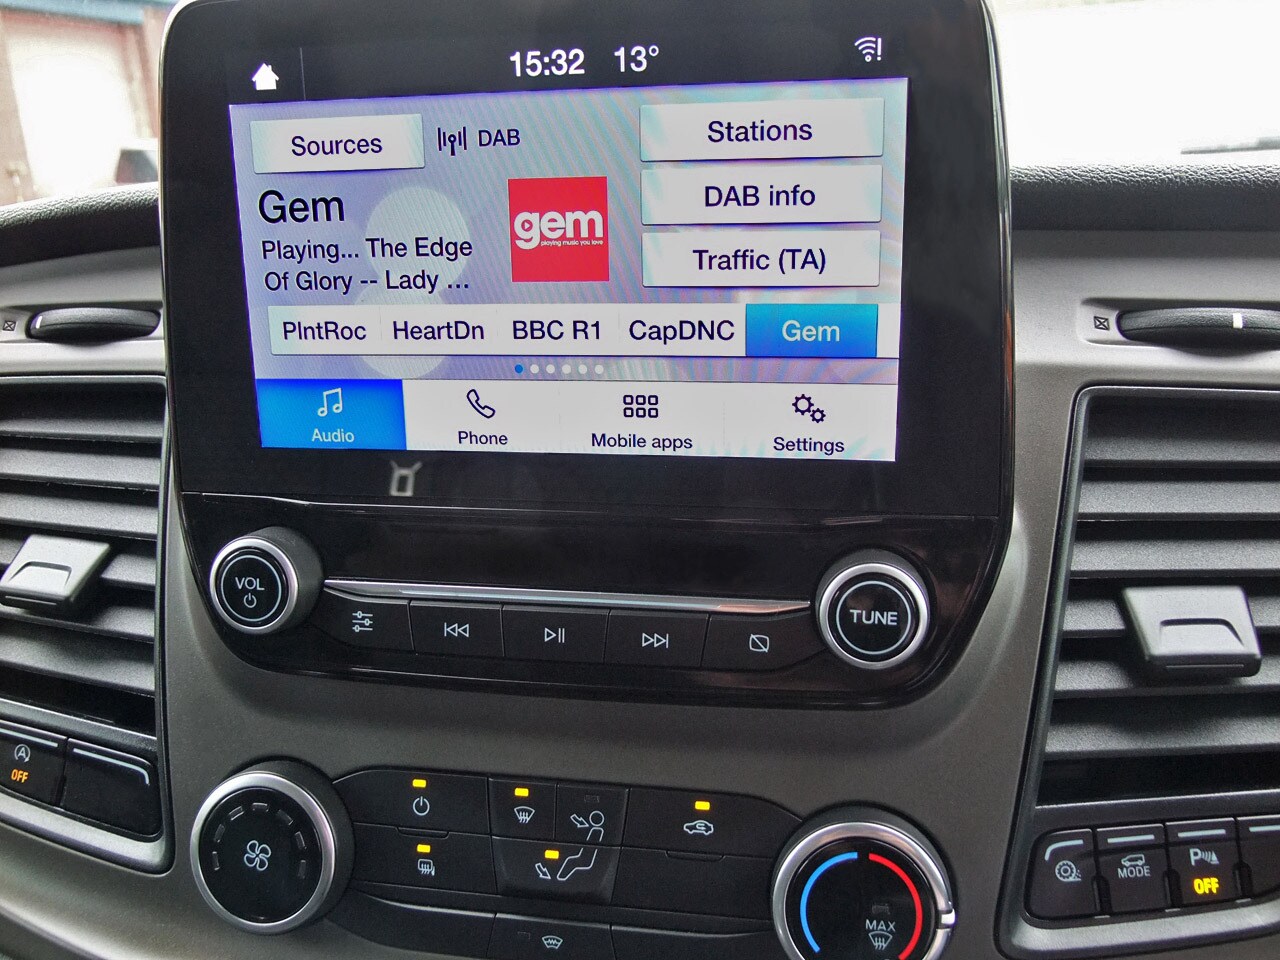 15:32 13°
Sources
DAB
Stations
Gem
DAB info
gem
playing music you love
Playing... The Edge
Of Glory -- Lady ...
Traffic (TA)
PlntRoc
HeartDn
BBC R1
CapDNC
Gem
Audio
Phone
Mobile apps
Settings
VOL
TUNE
A
OFF
MODE
P
OFF
MAX